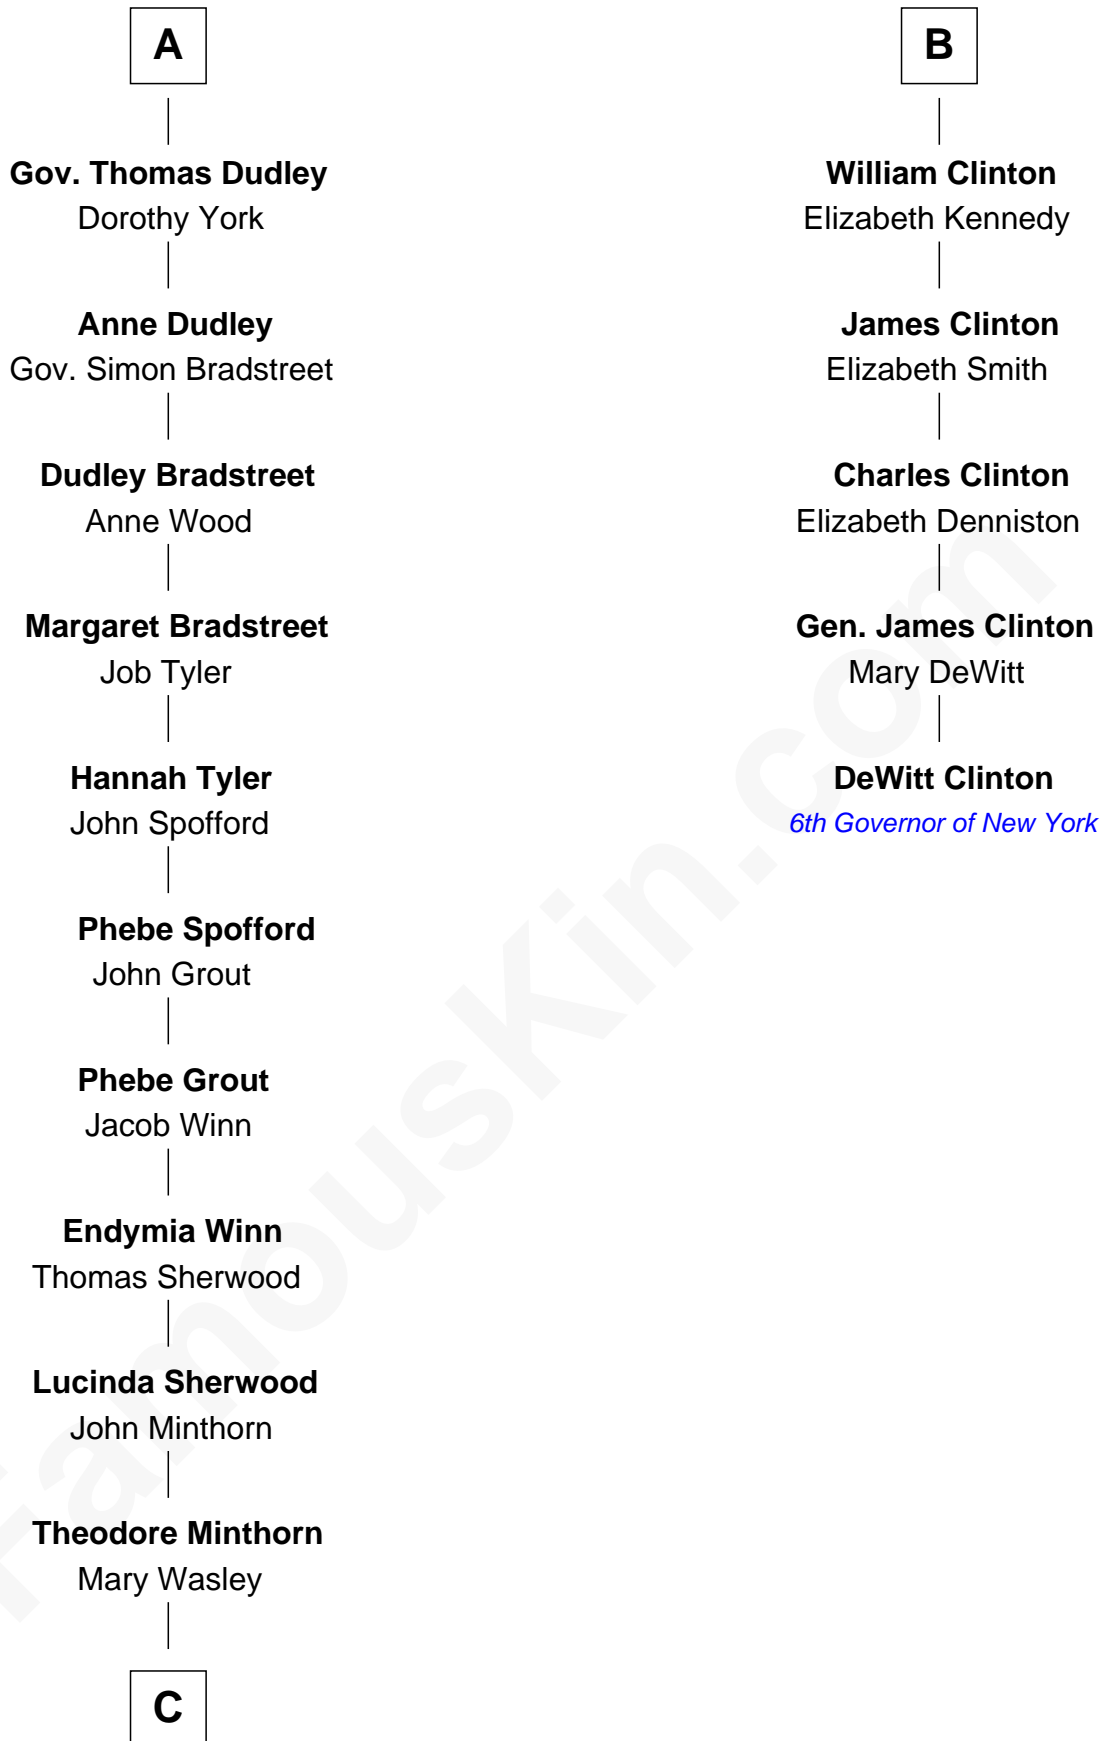 A
Gov. Thomas Dudley
Dorothy York
Anne Dudley
Gov. Simon Bradstreet
Dudley Bradstreet
Anne Wood
Margaret Bradstreet
Job Tyler
Hannah Tyler
John Spofford
Phebe Spofford
John Grout
Phebe Grout
Jacob Winn
Endymia Winn
Thomas Sherwood
Lucinda Sherwood
John Minthorn
Theodore Minthorn
Mary Wasley
C
B
William Clinton
Elizabeth Kennedy
James Clinton
Elizabeth Smith
Charles Clinton
Elizabeth Denniston
Gen. James Clinton
Mary DeWitt
DeWitt Clinton
6th Governor of New York
FamousKin.com